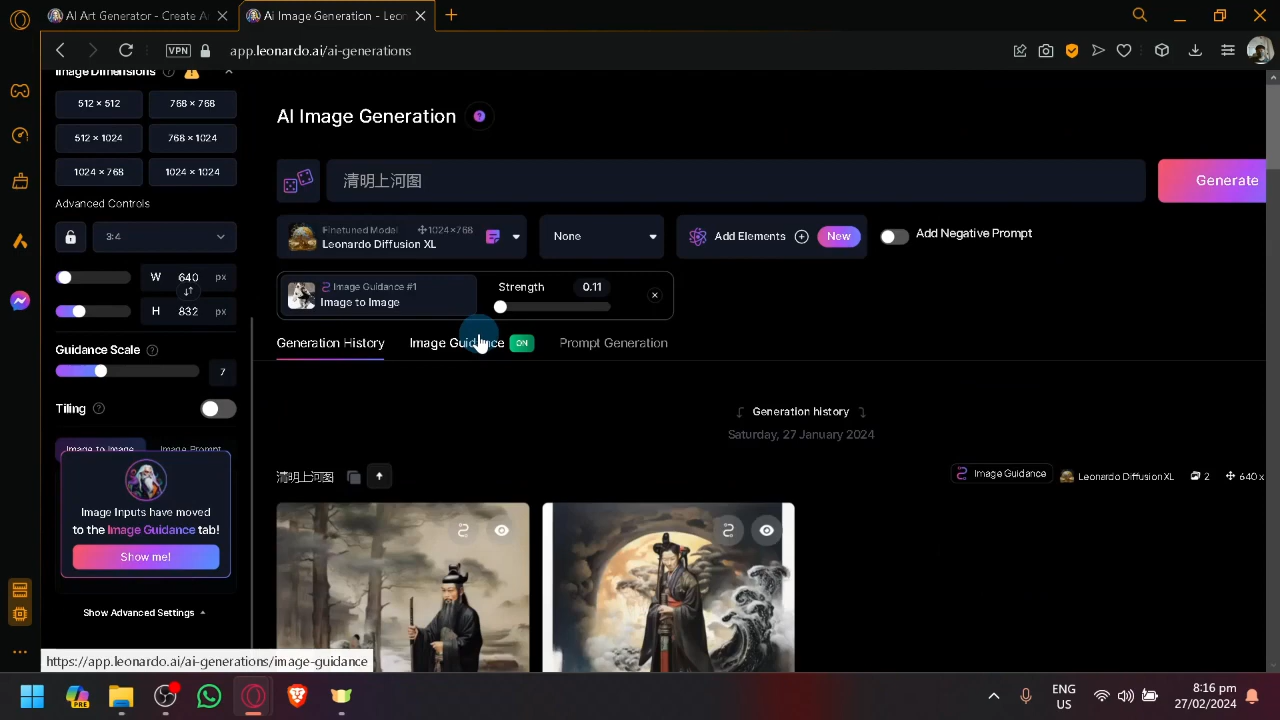 AI Art Generator - Create A
Ai Image Generation - Leo
VPN
app.leonardo.ai/ai-generations
Image Dimensions
512 × 512
768 × 768
512 × 1024
768 × 1024
1024 × 768
1024 × 1024
Advanced Controls
3:4
W 640 px
H 832 px
Guidance Scale
7
Tiling
Image to Image
Image Prompt
Image Inputs have moved
to the Image Guidance tab!
Show me!
Show Advanced Settings
AI Image Generation
清明上河图
Generate
Finetuned Model
1024×768
Leonardo Diffusion XL
None
Add Elements
New
Add Negative Prompt
Image Guidance #1
Image to Image
Strength
0.11
Generation History
Image Guidance
ON
Prompt Generation
Generation history
Saturday, 27 January 2024
清明上河图
Image Guidance
Leonardo Diffusion XL
2
640 x
https://app.leonardo.ai/ai-generations/image-guidance
PRE
ENG
US
8:16 pm
27/02/2024